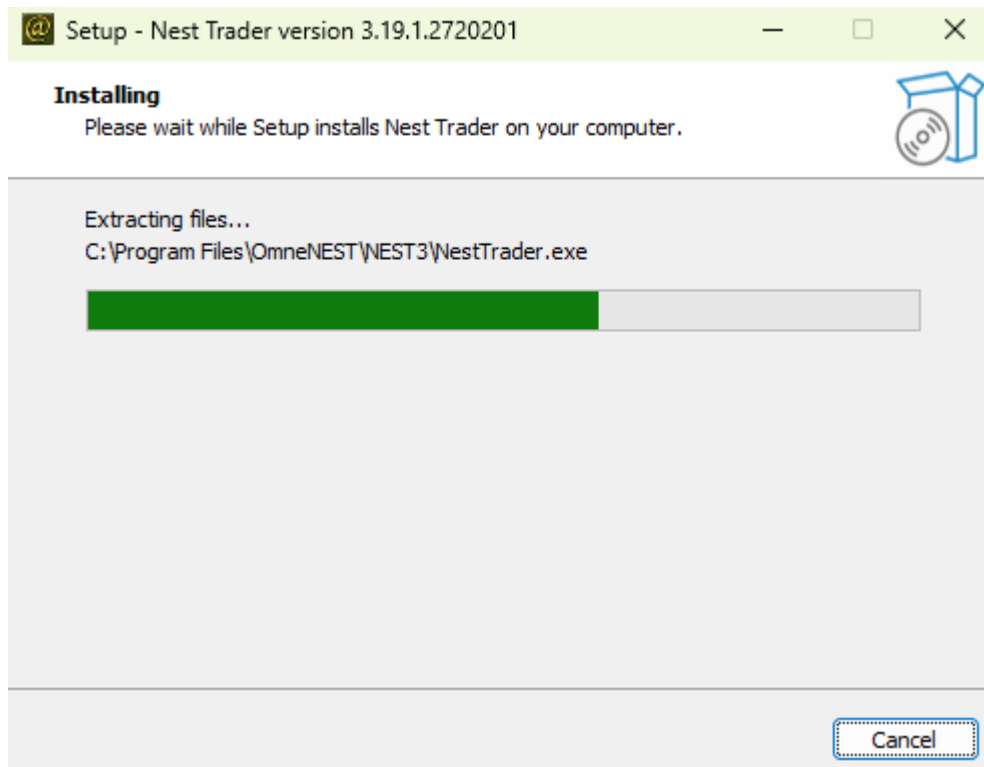 Setup - Nest Trader version 3.19.1.2720201
Installing
Please wait while Setup installs Nest Trader on your computer.
Extracting files...
C:\Program Files\OmneNEST\NEST3\NestTrader.exe
Cancel